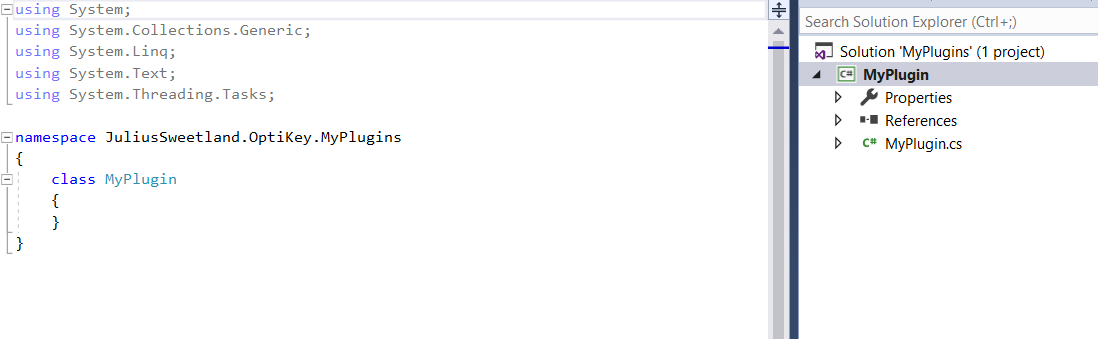 using System;
using System.Collections.Generic;
using System.Linq;
using System.Text;
using System.Threading.Tasks;
namespace JuliusSweetland.OptiKey.MyPlugins
{
class MyPlugin
{
}
}
Search Solution Explorer (Ctrl+;)
Solution 'MyPlugins' (1 project)
C# MyPlugin
Properties
References
C# MyPlugin.cs